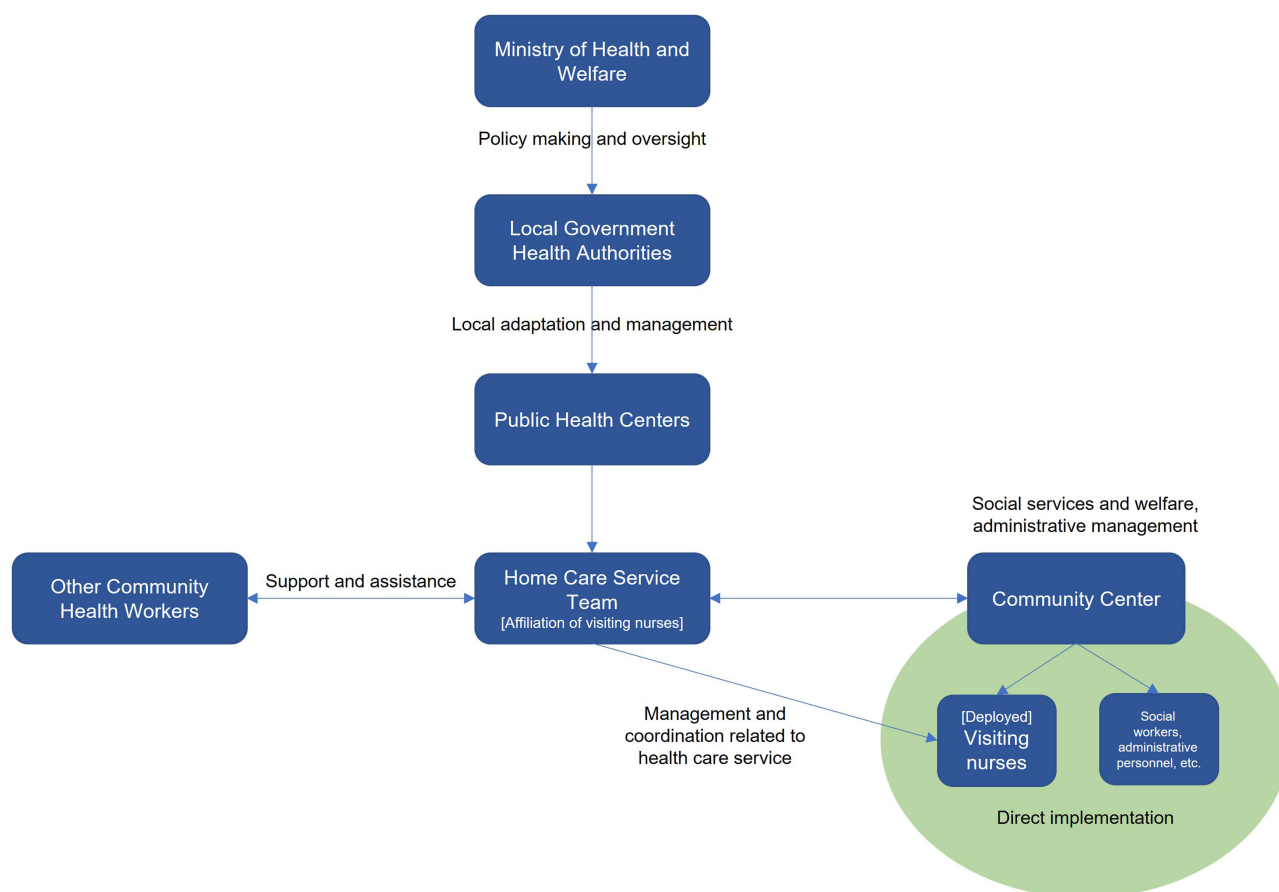 Ministry of Health and
Welfare
Policy making and oversight
Local Government
Health Authorities
Local adaptation and management
Public Health Centers
Social services and welfare,
administrative management
Other Community
Health Workers
Support and assistance
Home Care Service
Team
[Affiliation of visiting nurses]
Community Center
Management and
coordination related to
health care service
[Deployed]
Visiting
nurses
Social
workers,
administrative
personnel, etc.
Direct implementation